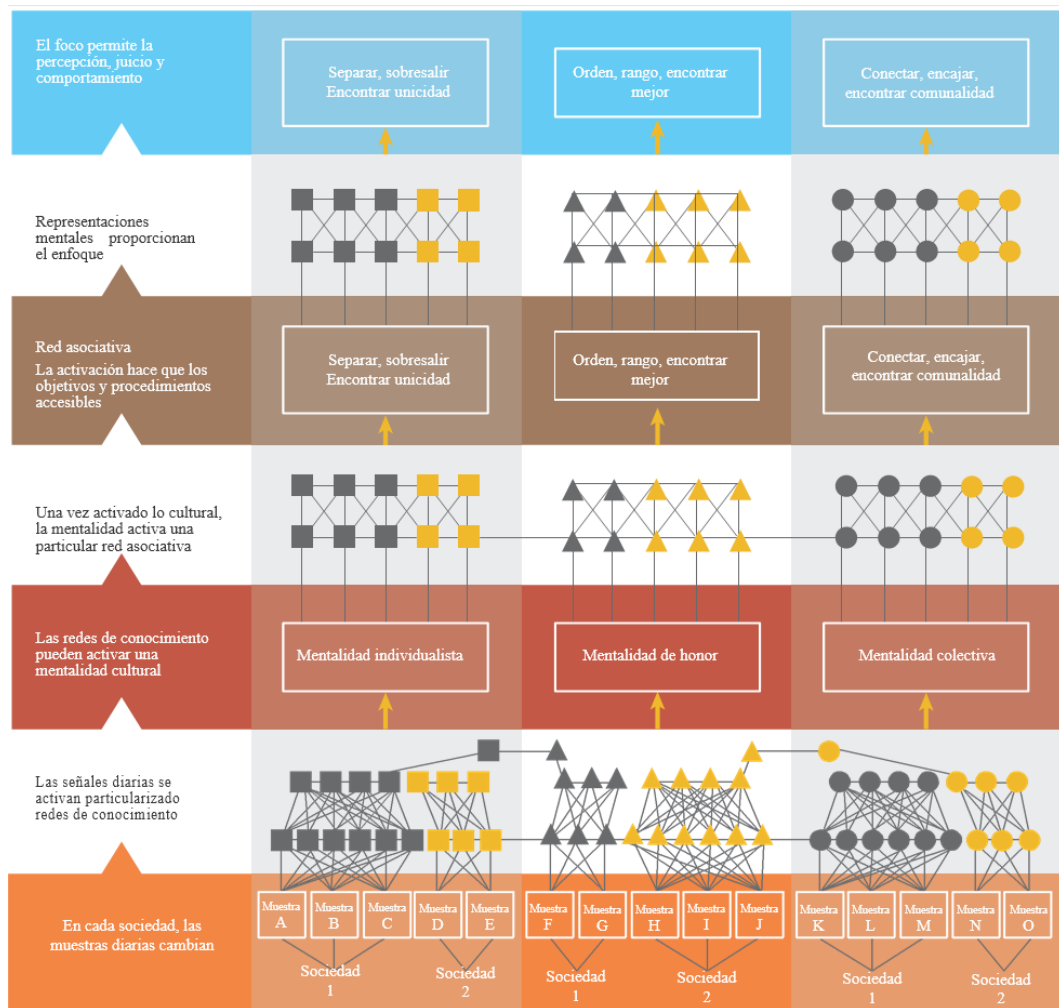 El foco permite la
percepción, juicio y
comportamiento
Separar, sobresalir
Encontrar unicidad
Orden, rango, encontrar
mejor
Conectar, encajar,
encontrar comunalidad
Representaciones
mentales proporcionan
el enfoque
Red asociativa
La activación hace que los
objetivos y procedimientos
accesibles
Separar, sobresalir
Encontrar unicidad
Orden, rango, encontrar
mejor
Conectar, encajar,
encontrar comunalidad
Una vez activado lo cultural,
la mentalidad activa una
particular red asociativa
Las redes de conocimiento
pueden activar una
mentalidad cultural
Mentalidad individualista
Mentalidad de honor
Mentalidad colectiva
Las señales diarias se
activan particularizado
redes de conocimiento
En cada sociedad, las
muestras diarias cambian
Muestra
A
Muestra
B
Muestra
C
Muestra
D
Muestra
E
Muestra
F
Muestra
G
Muestra
H
Muestra
I
Muestra
J
Muestra
K
Muestra
L
Muestra
M
Muestra
N
Muestra
O
Sociedad
1
Sociedad
2
Sociedad
1
Sociedad
2
Sociedad
1
Sociedad
2